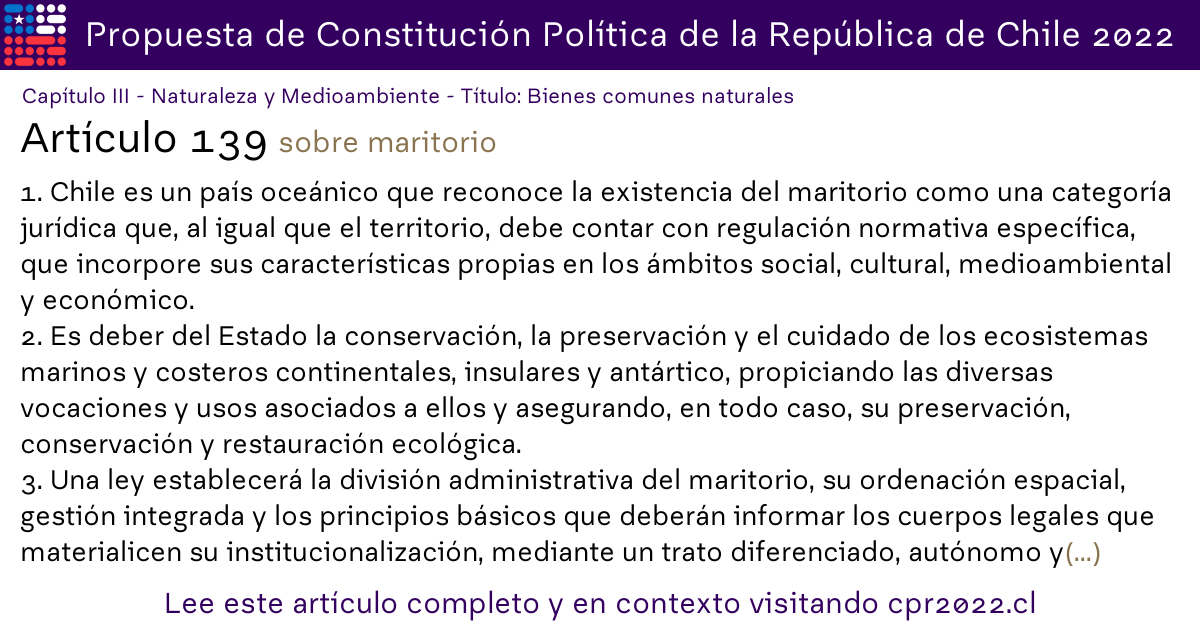 Propuesta de Constitución Política de la República de Chile 2022
Capítulo III - Naturaleza y Medioambiente - Título: Bienes comunes naturales
Artículo 139 sobre maritorio
1. Chile es un país oceánico que reconoce la existencia del maritorio como una categoría
jurídica que, al igual que el territorio, debe contar con regulación normativa específica,
que incorpore sus características propias en los ámbitos social, cultural, medioambiental
y económico.
2. Es deber del Estado la conservación, la preservación y el cuidado de los ecosistemas
marinos y costeros continentales, insulares y antártico, propiciando las diversas
vocaciones y usos asociados a ellos y asegurando, en todo caso, su preservación,
conservación y restauración ecológica.
3. Una ley establecerá la división administrativa del maritorio, su ordenación espacial,
gestión integrada y los principios básicos que deberán informar los cuerpos legales que
materialicen su institucionalización, mediante un trato diferenciado, autónomo y(...)
Lee este artículo completo y en contexto visitando cpr2022.cl